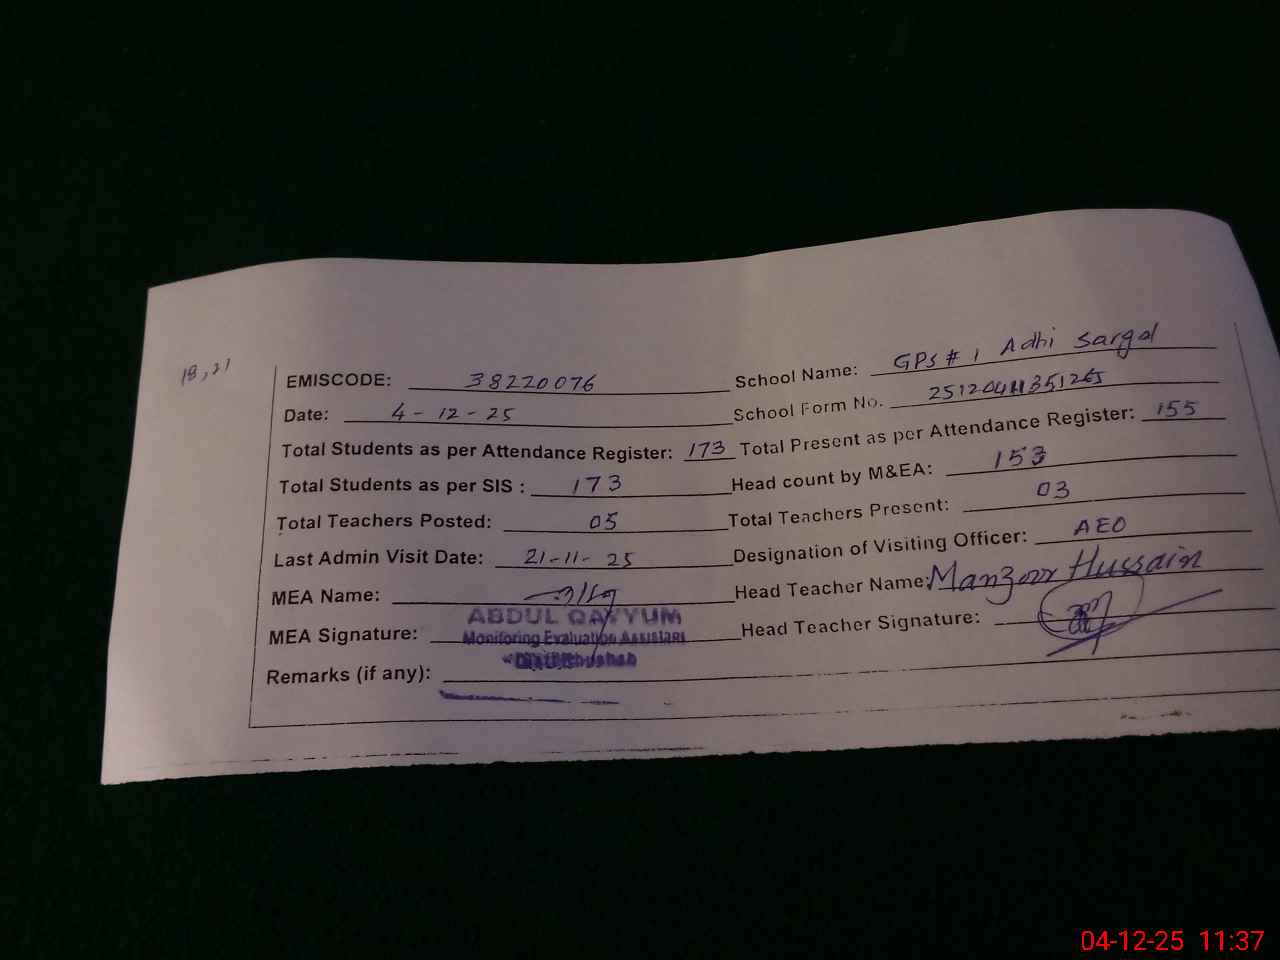 18,21
EMISCODE: 38220076 School Name: GPS # 1 Adhi Sargal
Date: 4-12-25 School Form No. 25120411351265
Total Students as per Attendance Register: 173 Total Present as per Attendance Register: 155
Total Students as per SIS : 173 Head count by M&EA: 153
Total Teachers Posted: 05 Total Teachers Present: 03
Last Admin Visit Date: 21-11-25 Designation of Visiting Officer: AEO
MEA Name: Head Teacher Name: Manzoor Hussain
ABDUL QAYYUM
MEA Signature: Monitoring Evaluation Assistant Head Teacher Signature:
Remarks (if any):
04-12-25 11:37